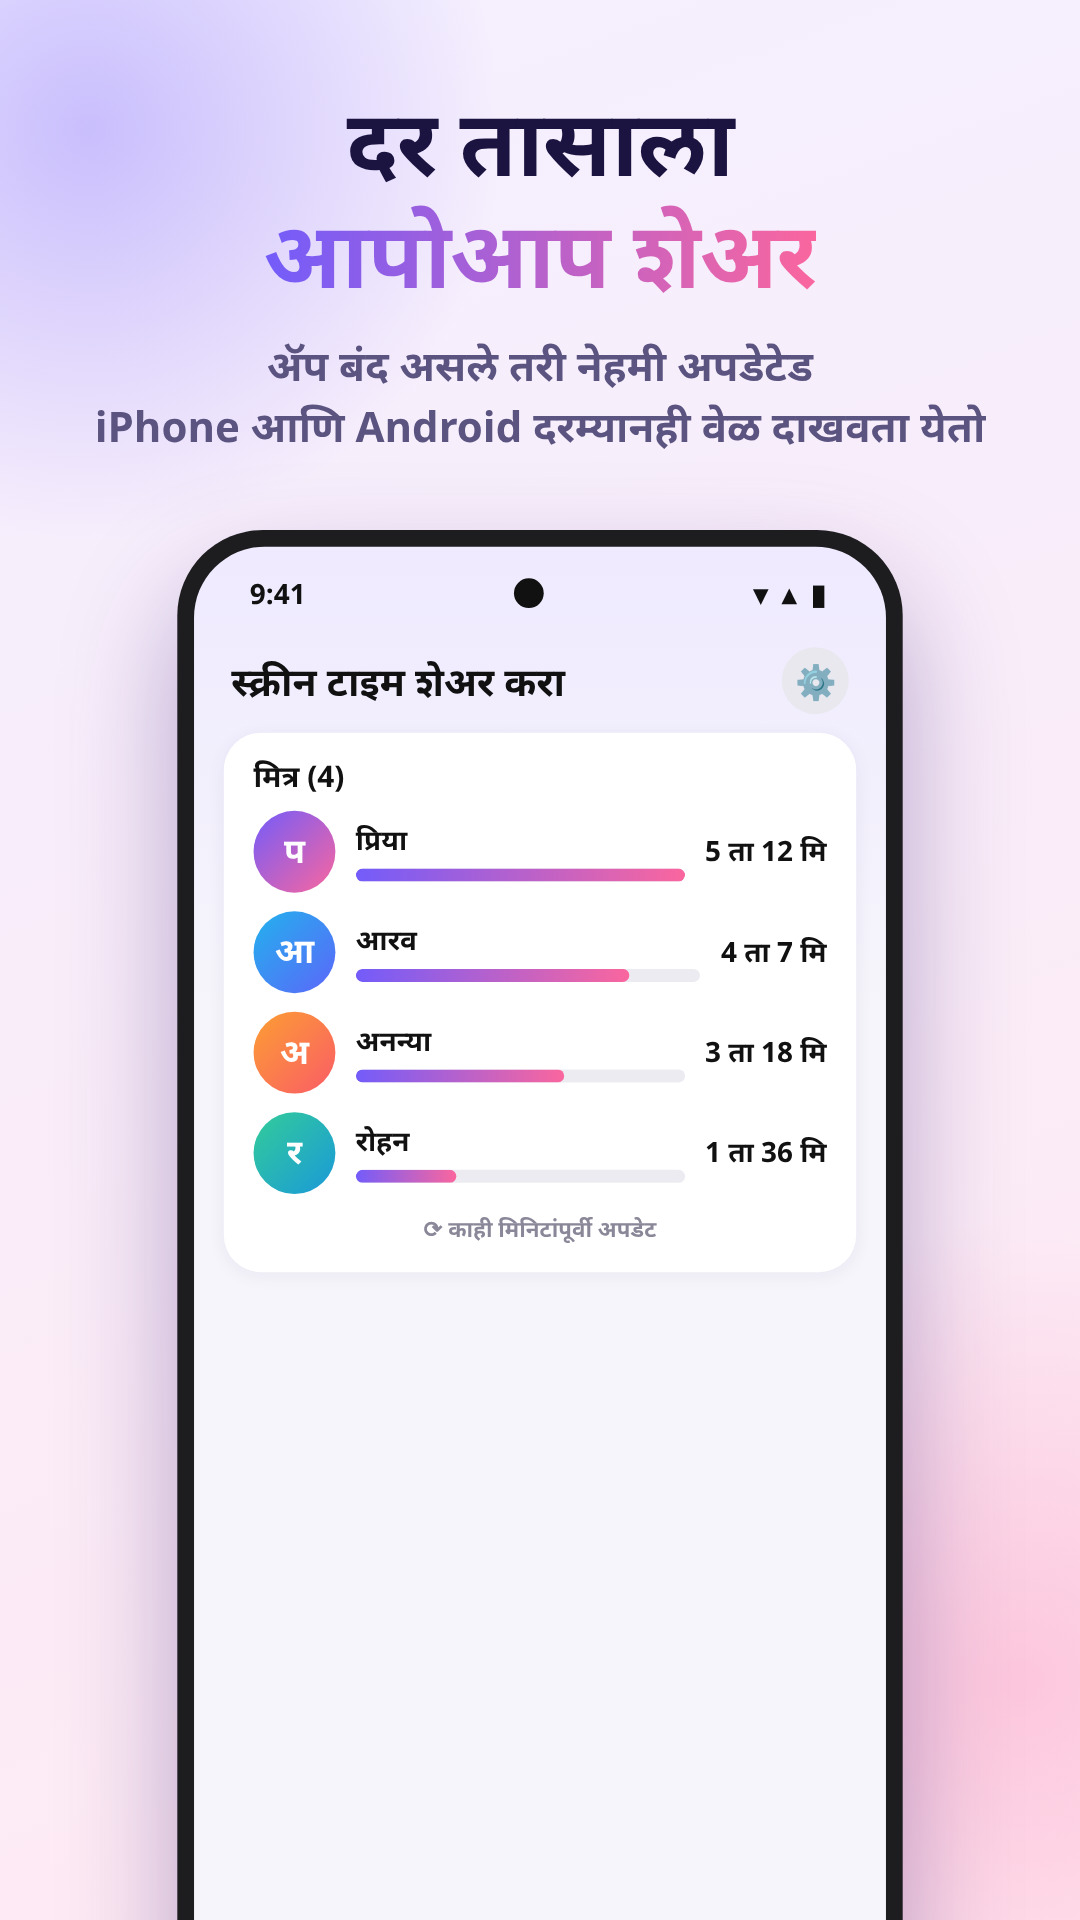 दर तासाला
आपोआप शेअर
ॲप बंद असले तरी नेहमी अपडेटेड
iPhone आणि Android दरम्यानही वेळ दाखवता येतो
9:41
स्क्रीन टाइम शेअर करा
मित्र (4)
प
प्रिया
5 ता 12 मि
आ
आरव
4 ता 7 मि
अ
अनन्या
3 ता 18 मि
र
रोहन
1 ता 36 मि
⟳ काही मिनिटांपूर्वी अपडेट